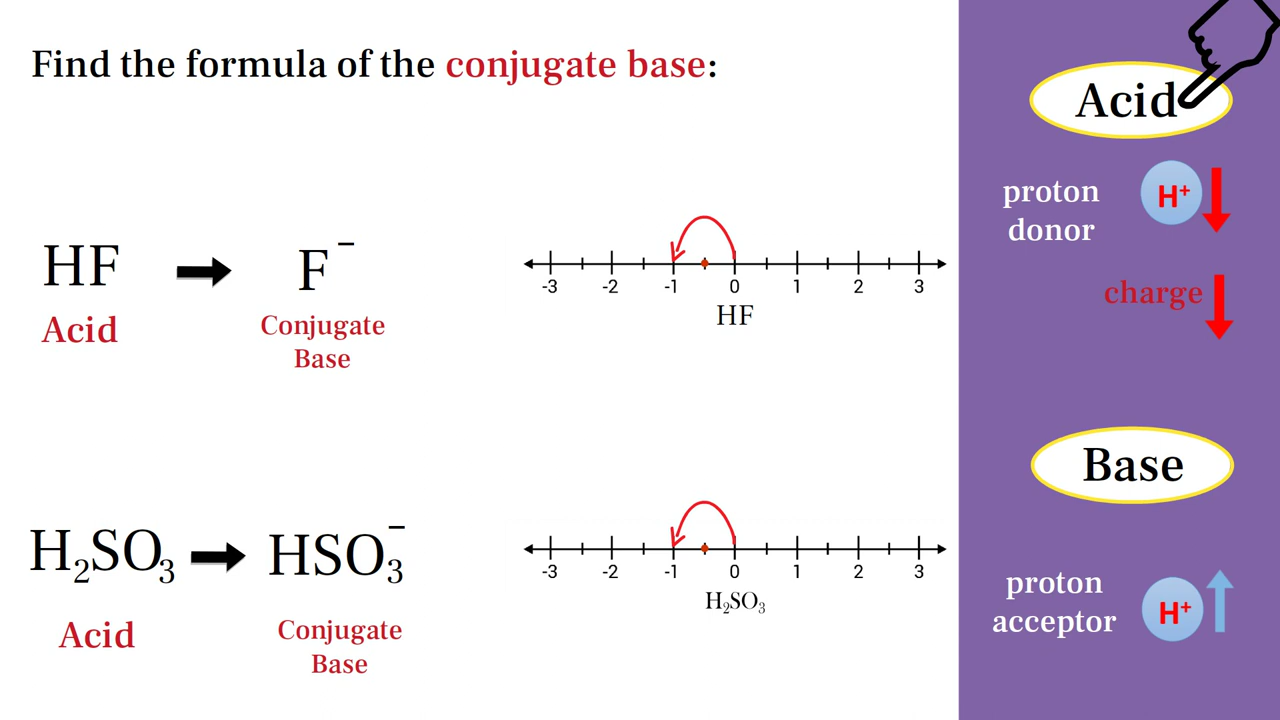 Find the formula of the conjugate base:
HF
F⁻
Acid
Conjugate
Base
-3 -2 -1 0 1 2 3
HF
H₂SO₃
HSO₃⁻
Acid
Conjugate
Base
-3 -2 -1 0 1 2 3
H₂SO₃
Acid
proton
donor
H⁺
charge
Base
proton
acceptor
H⁺